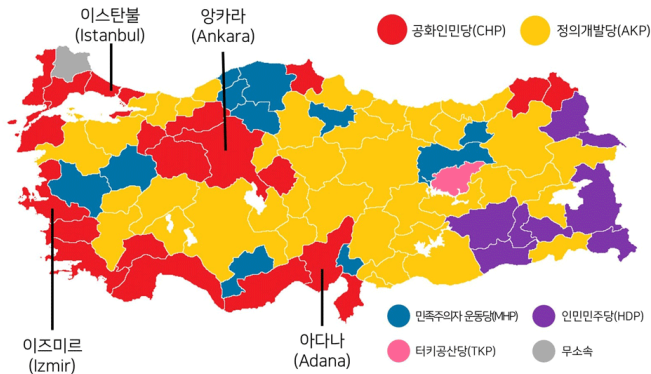 이스탄불
(Istanbul)
앙카라
(Ankara)
공화인민당(CHP)
정의개발당(AKP)
이즈미르
(Izmir)
아다나
(Adana)
민족주의자 운동당(MHP)
인민민주당(HDP)
터키공산당(TKP)
무소속